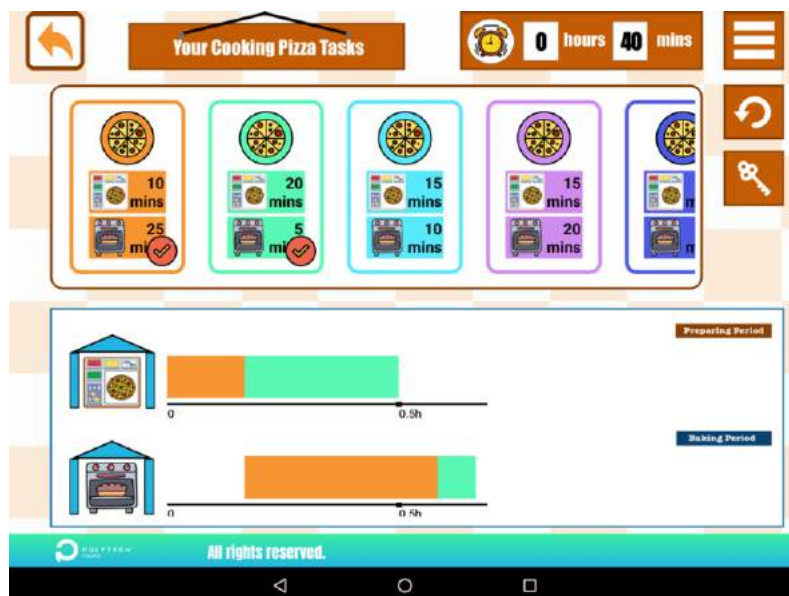 Your Cooking Pizza Tasks
0 hours 40 mins
10 mins
25
20 mins
5
15 mins
15 mins
10 mins
20 mins
Preparing Period
0
0.5h
Baking Period
0
0.5h
POLYTECH
All rights reserved.